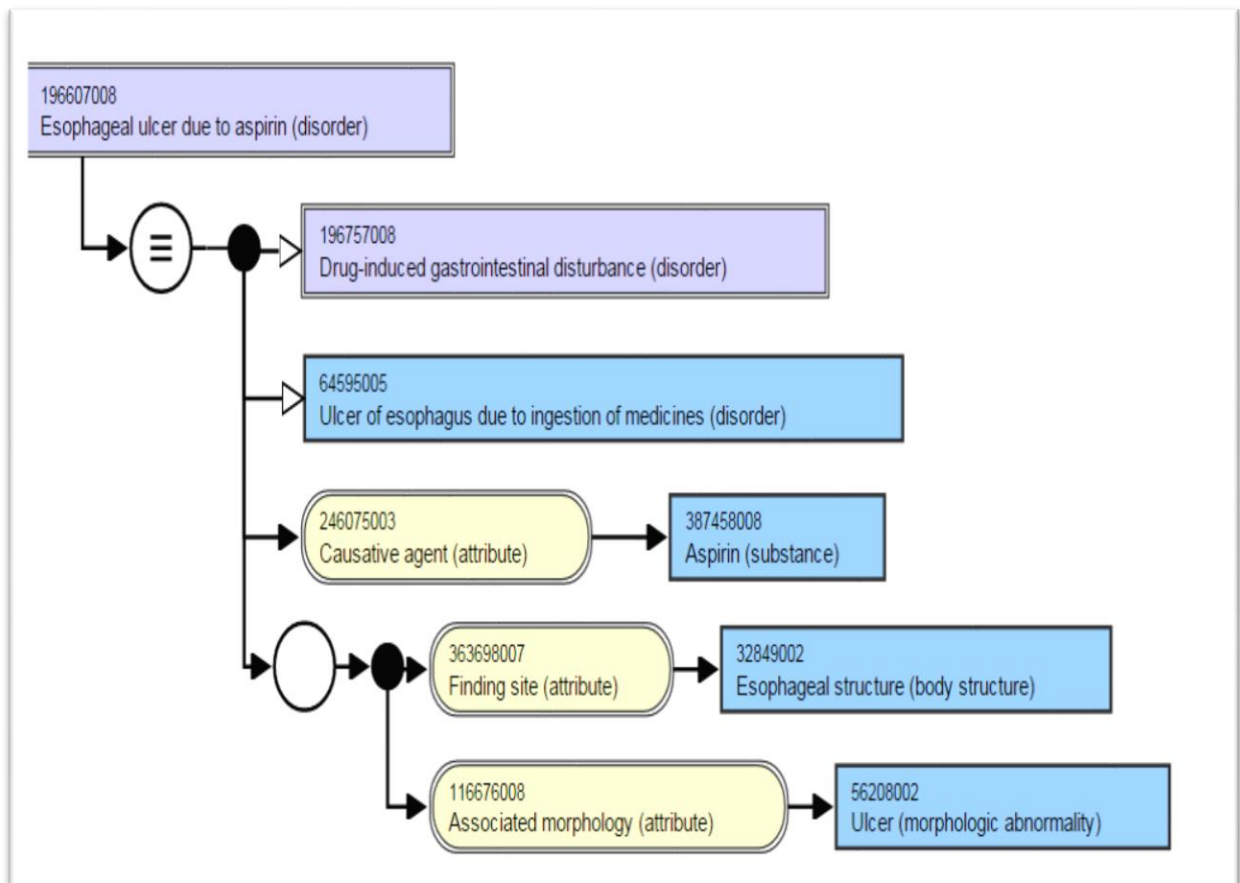 196607008
Esophageal ulcer due to aspirin (disorder)
196757008
Drug-induced gastrointestinal disturbance (disorder)
64595005
Ulcer of esophagus due to ingestion of medicines (disorder)
246075003
Causative agent (attribute)
387458008
Aspirin (substance)
363698007
Finding site (attribute)
32849002
Esophageal structure (body structure)
116676008
Associated morphology (attribute)
56208002
Ulcer (morphologic abnormality)